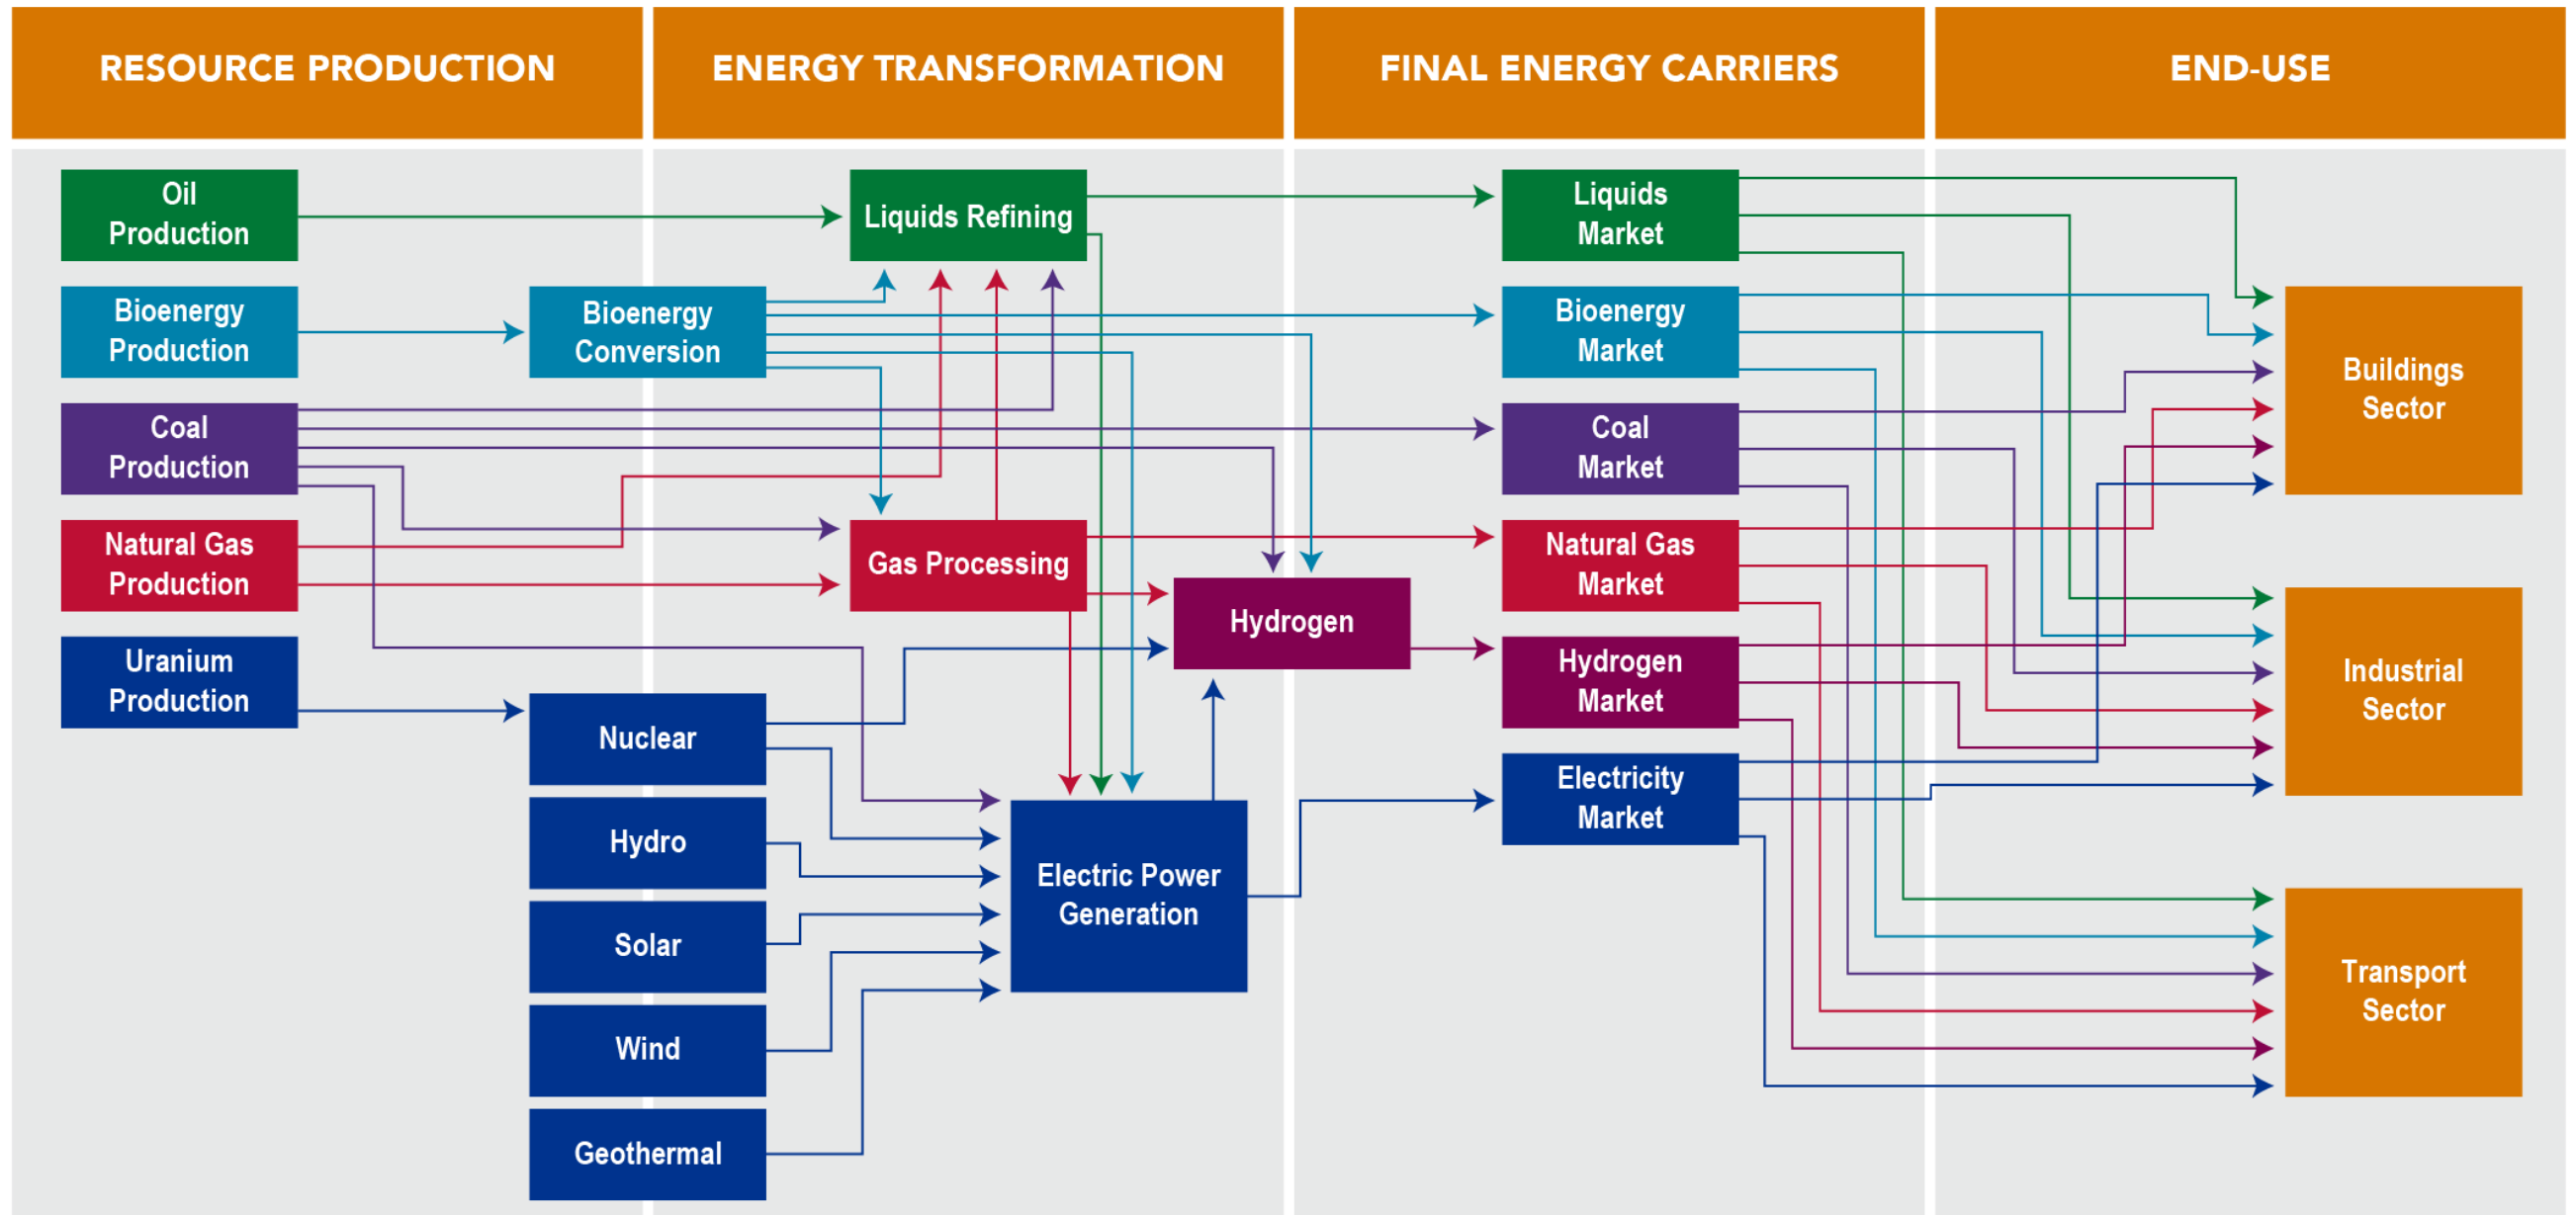 RESOURCE PRODUCTION
ENERGY TRANSFORMATION
FINAL ENERGY CARRIERS
END-USE
Oil
Production
Bioenergy
Production
Coal
Production
Natural Gas
Production
Uranium
Production
Liquids Refining
Bioenergy
Conversion
Gas Processing
Hydrogen
Nuclear
Hydro
Solar
Wind
Geothermal
Electric Power
Generation
Liquids
Market
Bioenergy
Market
Coal
Market
Natural Gas
Market
Hydrogen
Market
Electricity
Market
Buildings
Sector
Industrial
Sector
Transport
Sector